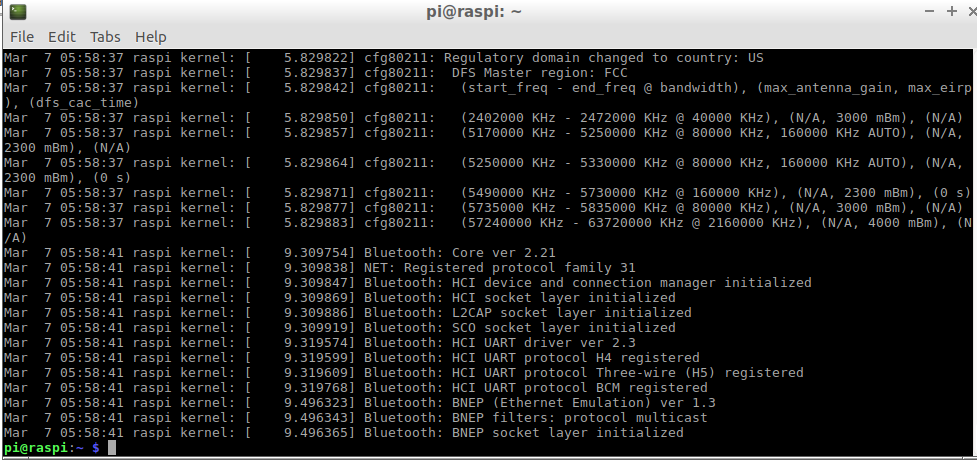 pi@raspi: ~
File Edit Tabs Help
Mar  7 05:58:37 raspi kernel: [    5.829822] cfg80211: Regulatory domain changed to country: US
Mar  7 05:58:37 raspi kernel: [    5.829837] cfg80211:  DFS Master region: FCC
Mar  7 05:58:37 raspi kernel: [    5.829842] cfg80211:   (start_freq - end_freq @ bandwidth), (max_antenna_gain, max_eirp
), (dfs_cac_time)
Mar  7 05:58:37 raspi kernel: [    5.829850] cfg80211:   (2402000 KHz - 2472000 KHz @ 40000 KHz), (N/A, 3000 mBm), (N/A)
Mar  7 05:58:37 raspi kernel: [    5.829857] cfg80211:   (5170000 KHz - 5250000 KHz @ 80000 KHz, 160000 KHz AUTO), (N/A,
2300 mBm), (N/A)
Mar  7 05:58:37 raspi kernel: [    5.829864] cfg80211:   (5250000 KHz - 5330000 KHz @ 80000 KHz, 160000 KHz AUTO), (N/A,
2300 mBm), (0 s)
Mar  7 05:58:37 raspi kernel: [    5.829871] cfg80211:   (5490000 KHz - 5730000 KHz @ 160000 KHz), (N/A, 2300 mBm), (0 s)
Mar  7 05:58:37 raspi kernel: [    5.829877] cfg80211:   (5735000 KHz - 5835000 KHz @ 80000 KHz), (N/A, 3000 mBm), (N/A)
Mar  7 05:58:37 raspi kernel: [    5.829883] cfg80211:   (57240000 KHz - 63720000 KHz @ 2160000 KHz), (N/A, 4000 mBm), (N
/A)
Mar  7 05:58:41 raspi kernel: [    9.309754] Bluetooth: Core ver 2.21
Mar  7 05:58:41 raspi kernel: [    9.309838] NET: Registered protocol family 31
Mar  7 05:58:41 raspi kernel: [    9.309847] Bluetooth: HCI device and connection manager initialized
Mar  7 05:58:41 raspi kernel: [    9.309869] Bluetooth: HCI socket layer initialized
Mar  7 05:58:41 raspi kernel: [    9.309886] Bluetooth: L2CAP socket layer initialized
Mar  7 05:58:41 raspi kernel: [    9.309919] Bluetooth: SCO socket layer initialized
Mar  7 05:58:41 raspi kernel: [    9.319574] Bluetooth: HCI UART driver ver 2.3
Mar  7 05:58:41 raspi kernel: [    9.319599] Bluetooth: HCI UART protocol H4 registered
Mar  7 05:58:41 raspi kernel: [    9.319609] Bluetooth: HCI UART protocol Three-wire (H5) registered
Mar  7 05:58:41 raspi kernel: [    9.319768] Bluetooth: HCI UART protocol BCM registered
Mar  7 05:58:41 raspi kernel: [    9.496323] Bluetooth: BNEP (Ethernet Emulation) ver 1.3
Mar  7 05:58:41 raspi kernel: [    9.496343] Bluetooth: BNEP filters: protocol multicast
Mar  7 05:58:41 raspi kernel: [    9.496365] Bluetooth: BNEP socket layer initialized
pi@raspi:~ $